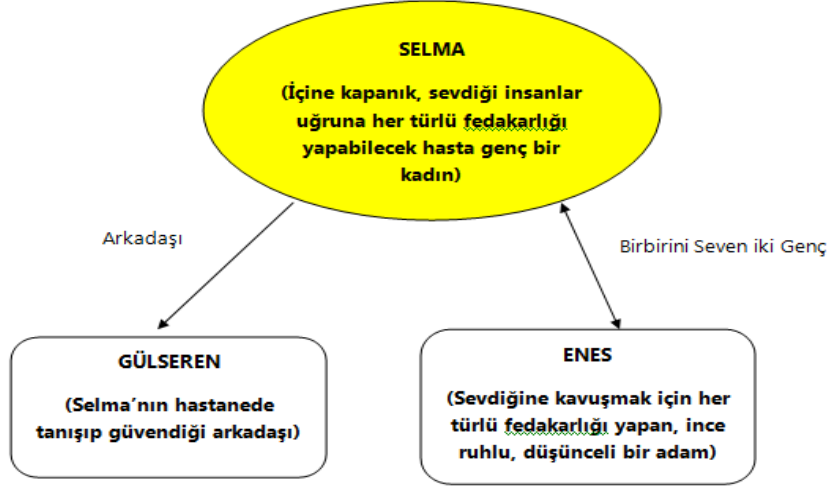 SELMA
(İçine kapanık, sevdiği insanlar
uğruna her türlü fedakarlığı
yapabilecek hasta genç bir
kadın)
Arkadaşı
Birbirini Seven iki Genç
GÜLSEREN
(Selma’nın hastanede
tanışıp güvendiği arkadaşı)
ENES
(Sevdiğine kavuşmak için her
türlü fedakarlığı yapan, ince
ruhlu, düşünceli bir adam)